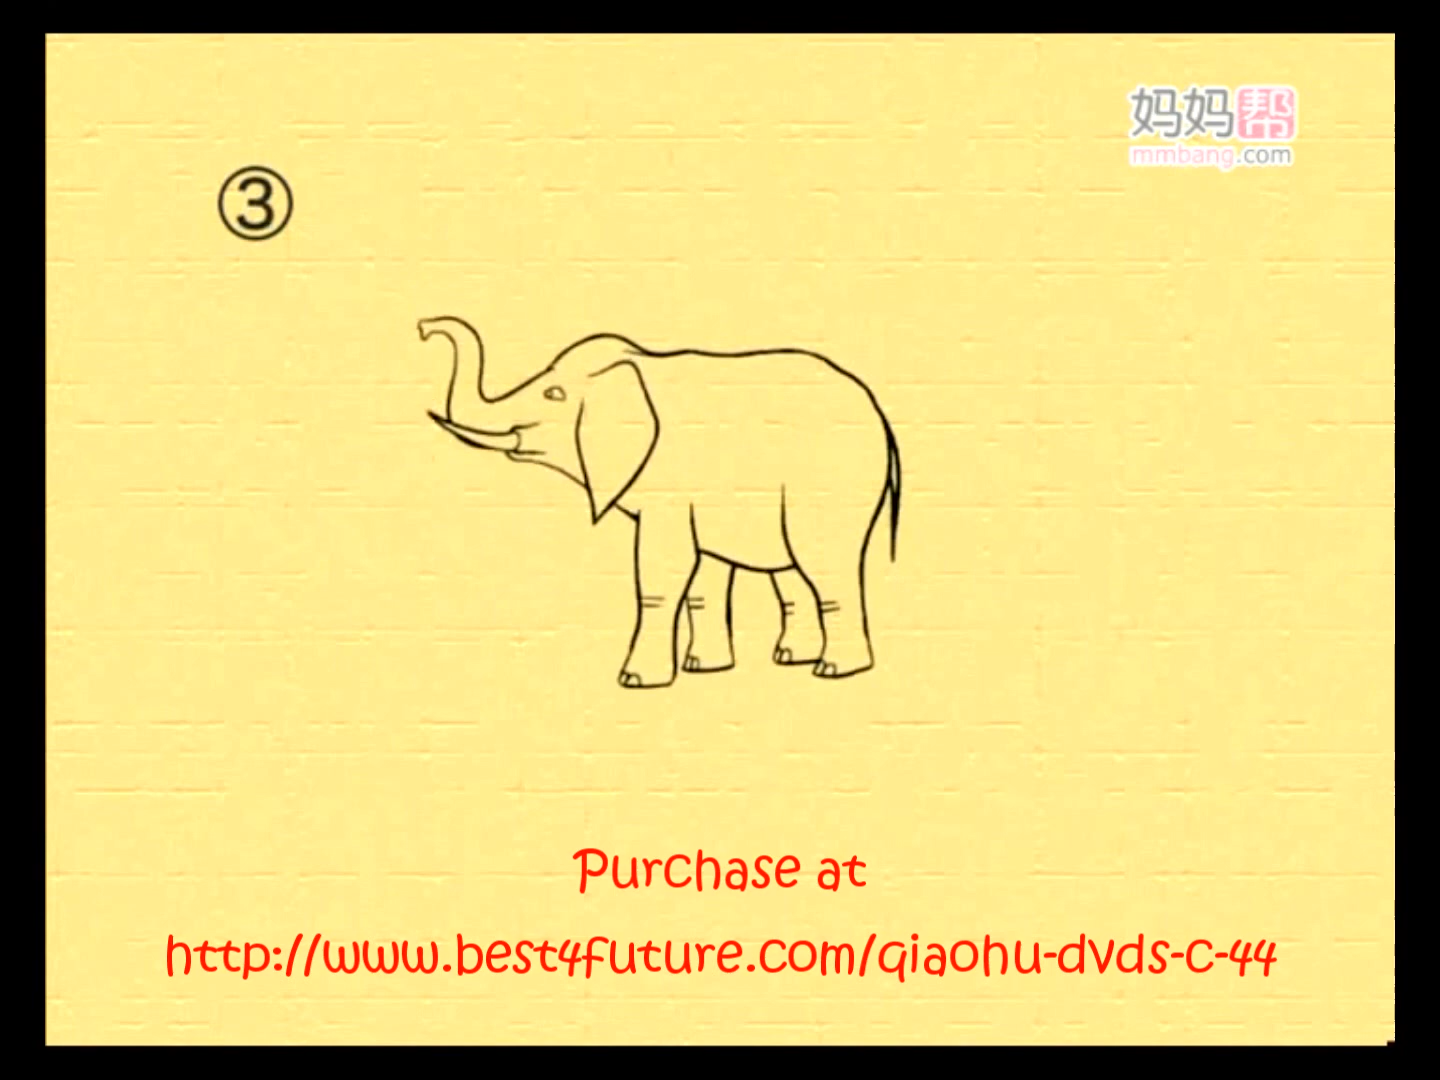 妈妈帮
mmbang.com
③
Purchase at
http://www.best4future.com/qiaohu-dvds-c-44